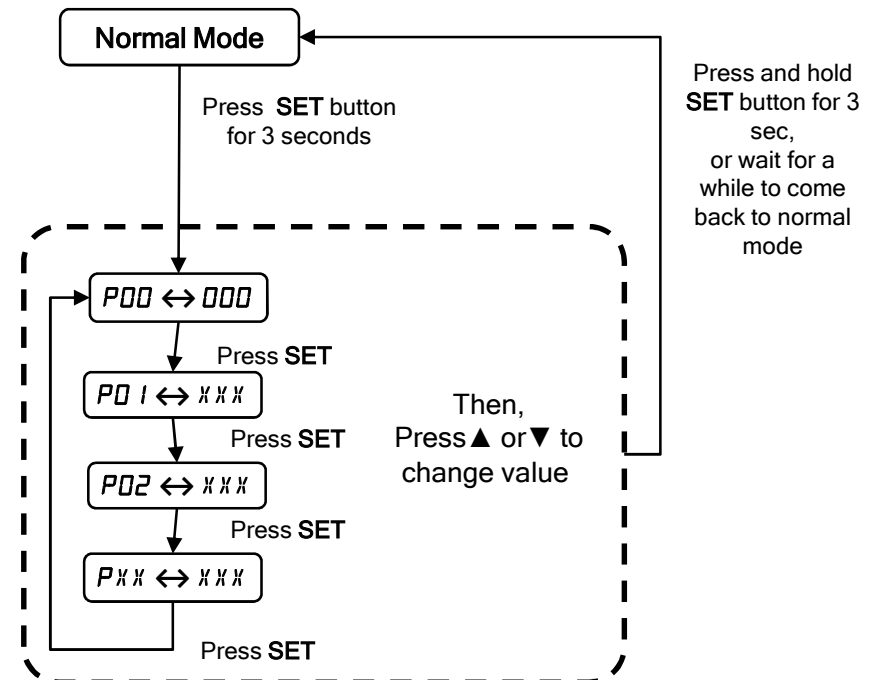 Normal Mode
Press SET button
for 3 seconds
Press and hold
SET button for 3
sec,
or wait for a
while to come
back to normal
mode
P00 ↔ 000
Press SET
P01 ↔ XXX
Press SET
P02 ↔ XXX
Press SET
PXX ↔ XXX
Press SET
Then,
Press▲ or▼ to
change value